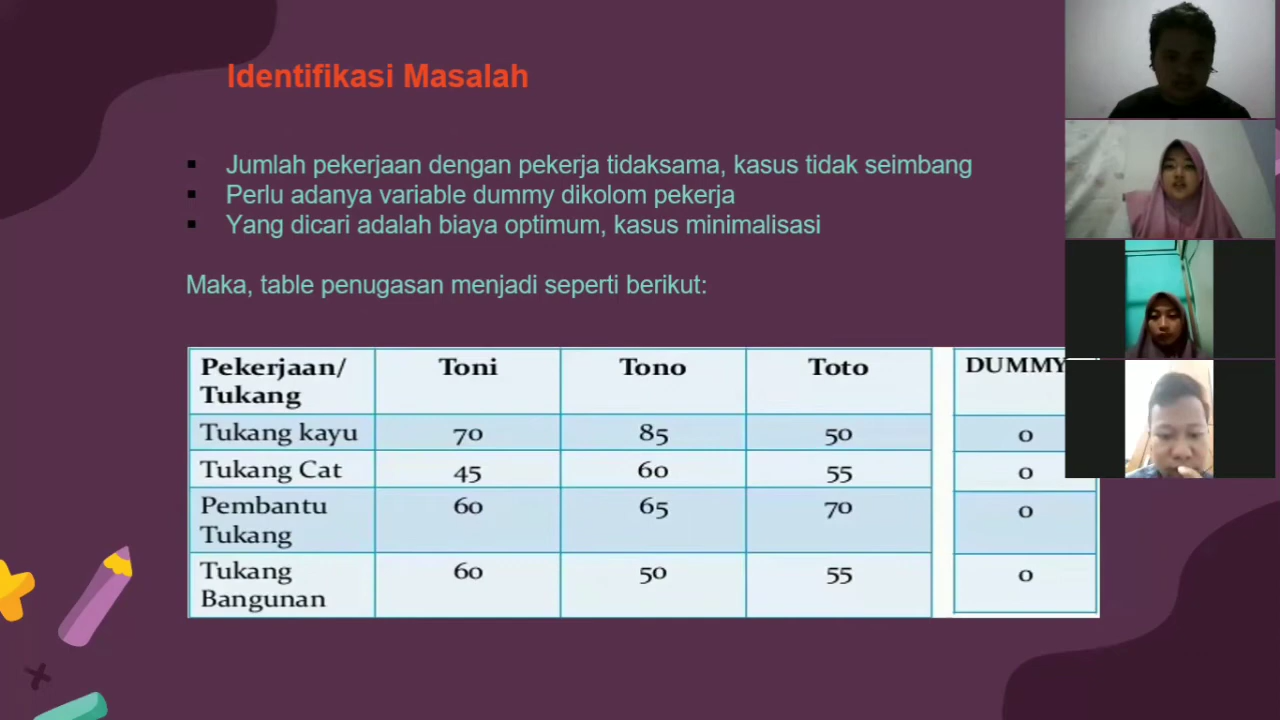 Identifikasi Masalah
Jumlah pekerjaan dengan pekerja tidaksama, kasus tidak seimbang
Perlu adanya variable dummy dikolom pekerja
Yang dicari adalah biaya optimum, kasus minimalisasi
Maka, table penugasan menjadi seperti berikut:
Pekerjaan/ Toni Tono Toto DUMMY
Tukang
Tukang kayu 70 85 50 0
Tukang Cat 45 60 55 0
Pembantu 60 65 70 0
Tukang
Tukang 60 50 55 0
Bangunan